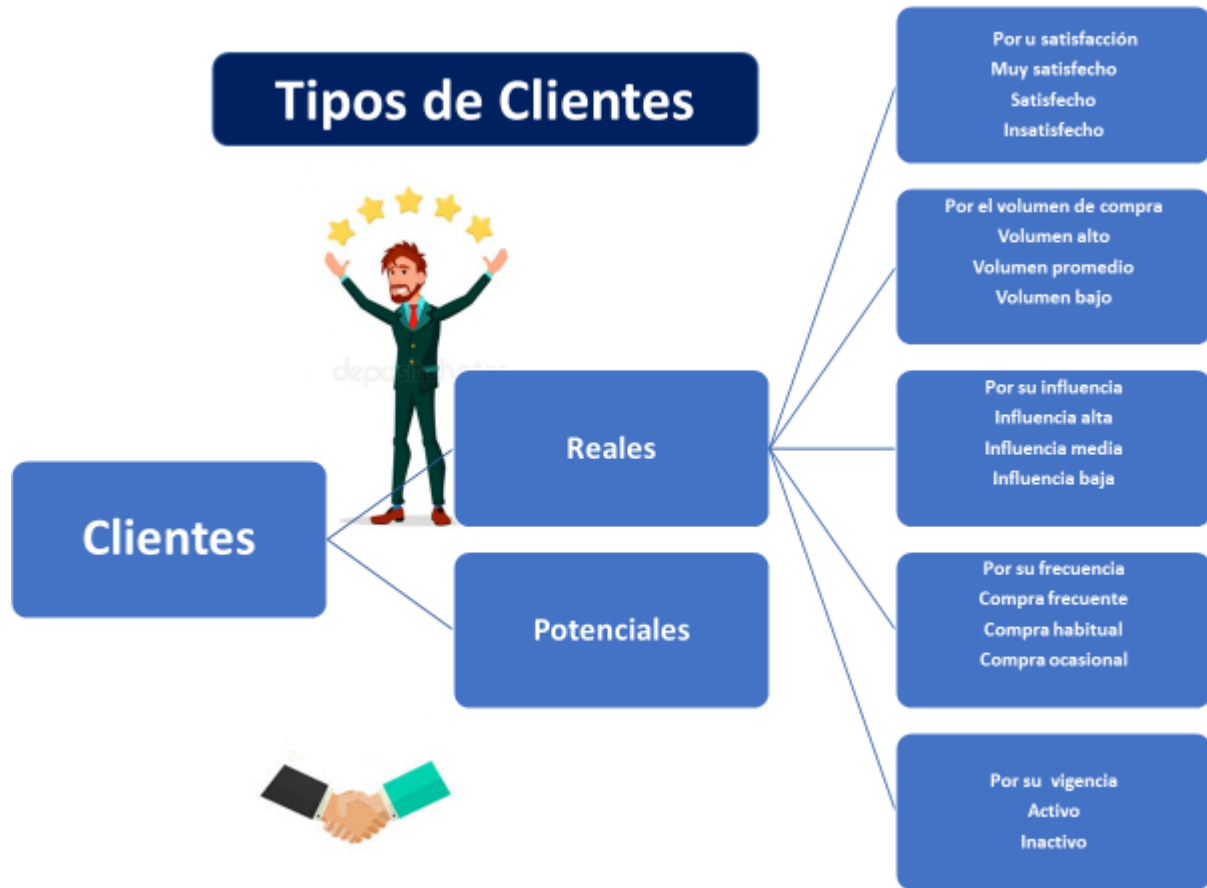 Tipos de Clientes
depositphotos
Clientes
Reales
Potenciales
Por u satisfacción
Muy satisfecho
Satisfecho
Insatisfecho
Por el volumen de compra
Volumen alto
Volumen promedio
Volumen bajo
Por su influencia
Influencia alta
Influencia media
Influencia baja
Por su frecuencia
Compra frecuente
Compra habitual
Compra ocasional
Por su vigencia
Activo
Inactivo